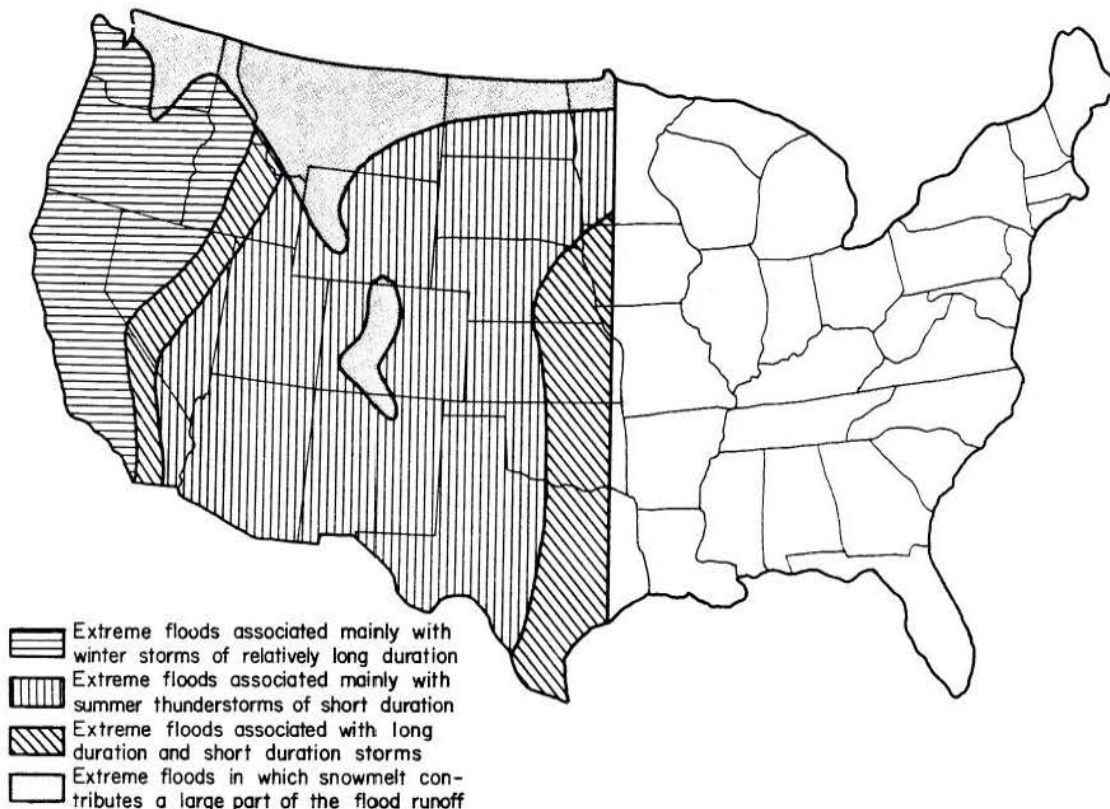 Extreme floods associated mainly with
winter storms of relatively long duration
Extreme floods associated mainly with
summer thunderstorms of short duration
Extreme floods associated with long
duration and short duration storms
Extreme floods in which snowmelt con-
tributes a large part of the flood runoff